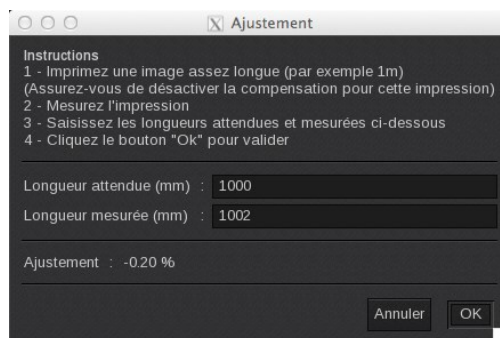 Ajustement
Instructions
1 - Imprimez une image assez longue (par exemple 1m)
(Assurez-vous de désactiver la compensation pour cette impression)
2 - Mesurez l'impression
3 - Saisissez les longueurs attendues et mesurées ci-dessous
4 - Cliquez le bouton "Ok" pour valider
Longueur attendue (mm) : 1000
Longueur mesurée (mm) : 1002
Ajustement : -0.20 %
Annuler OK